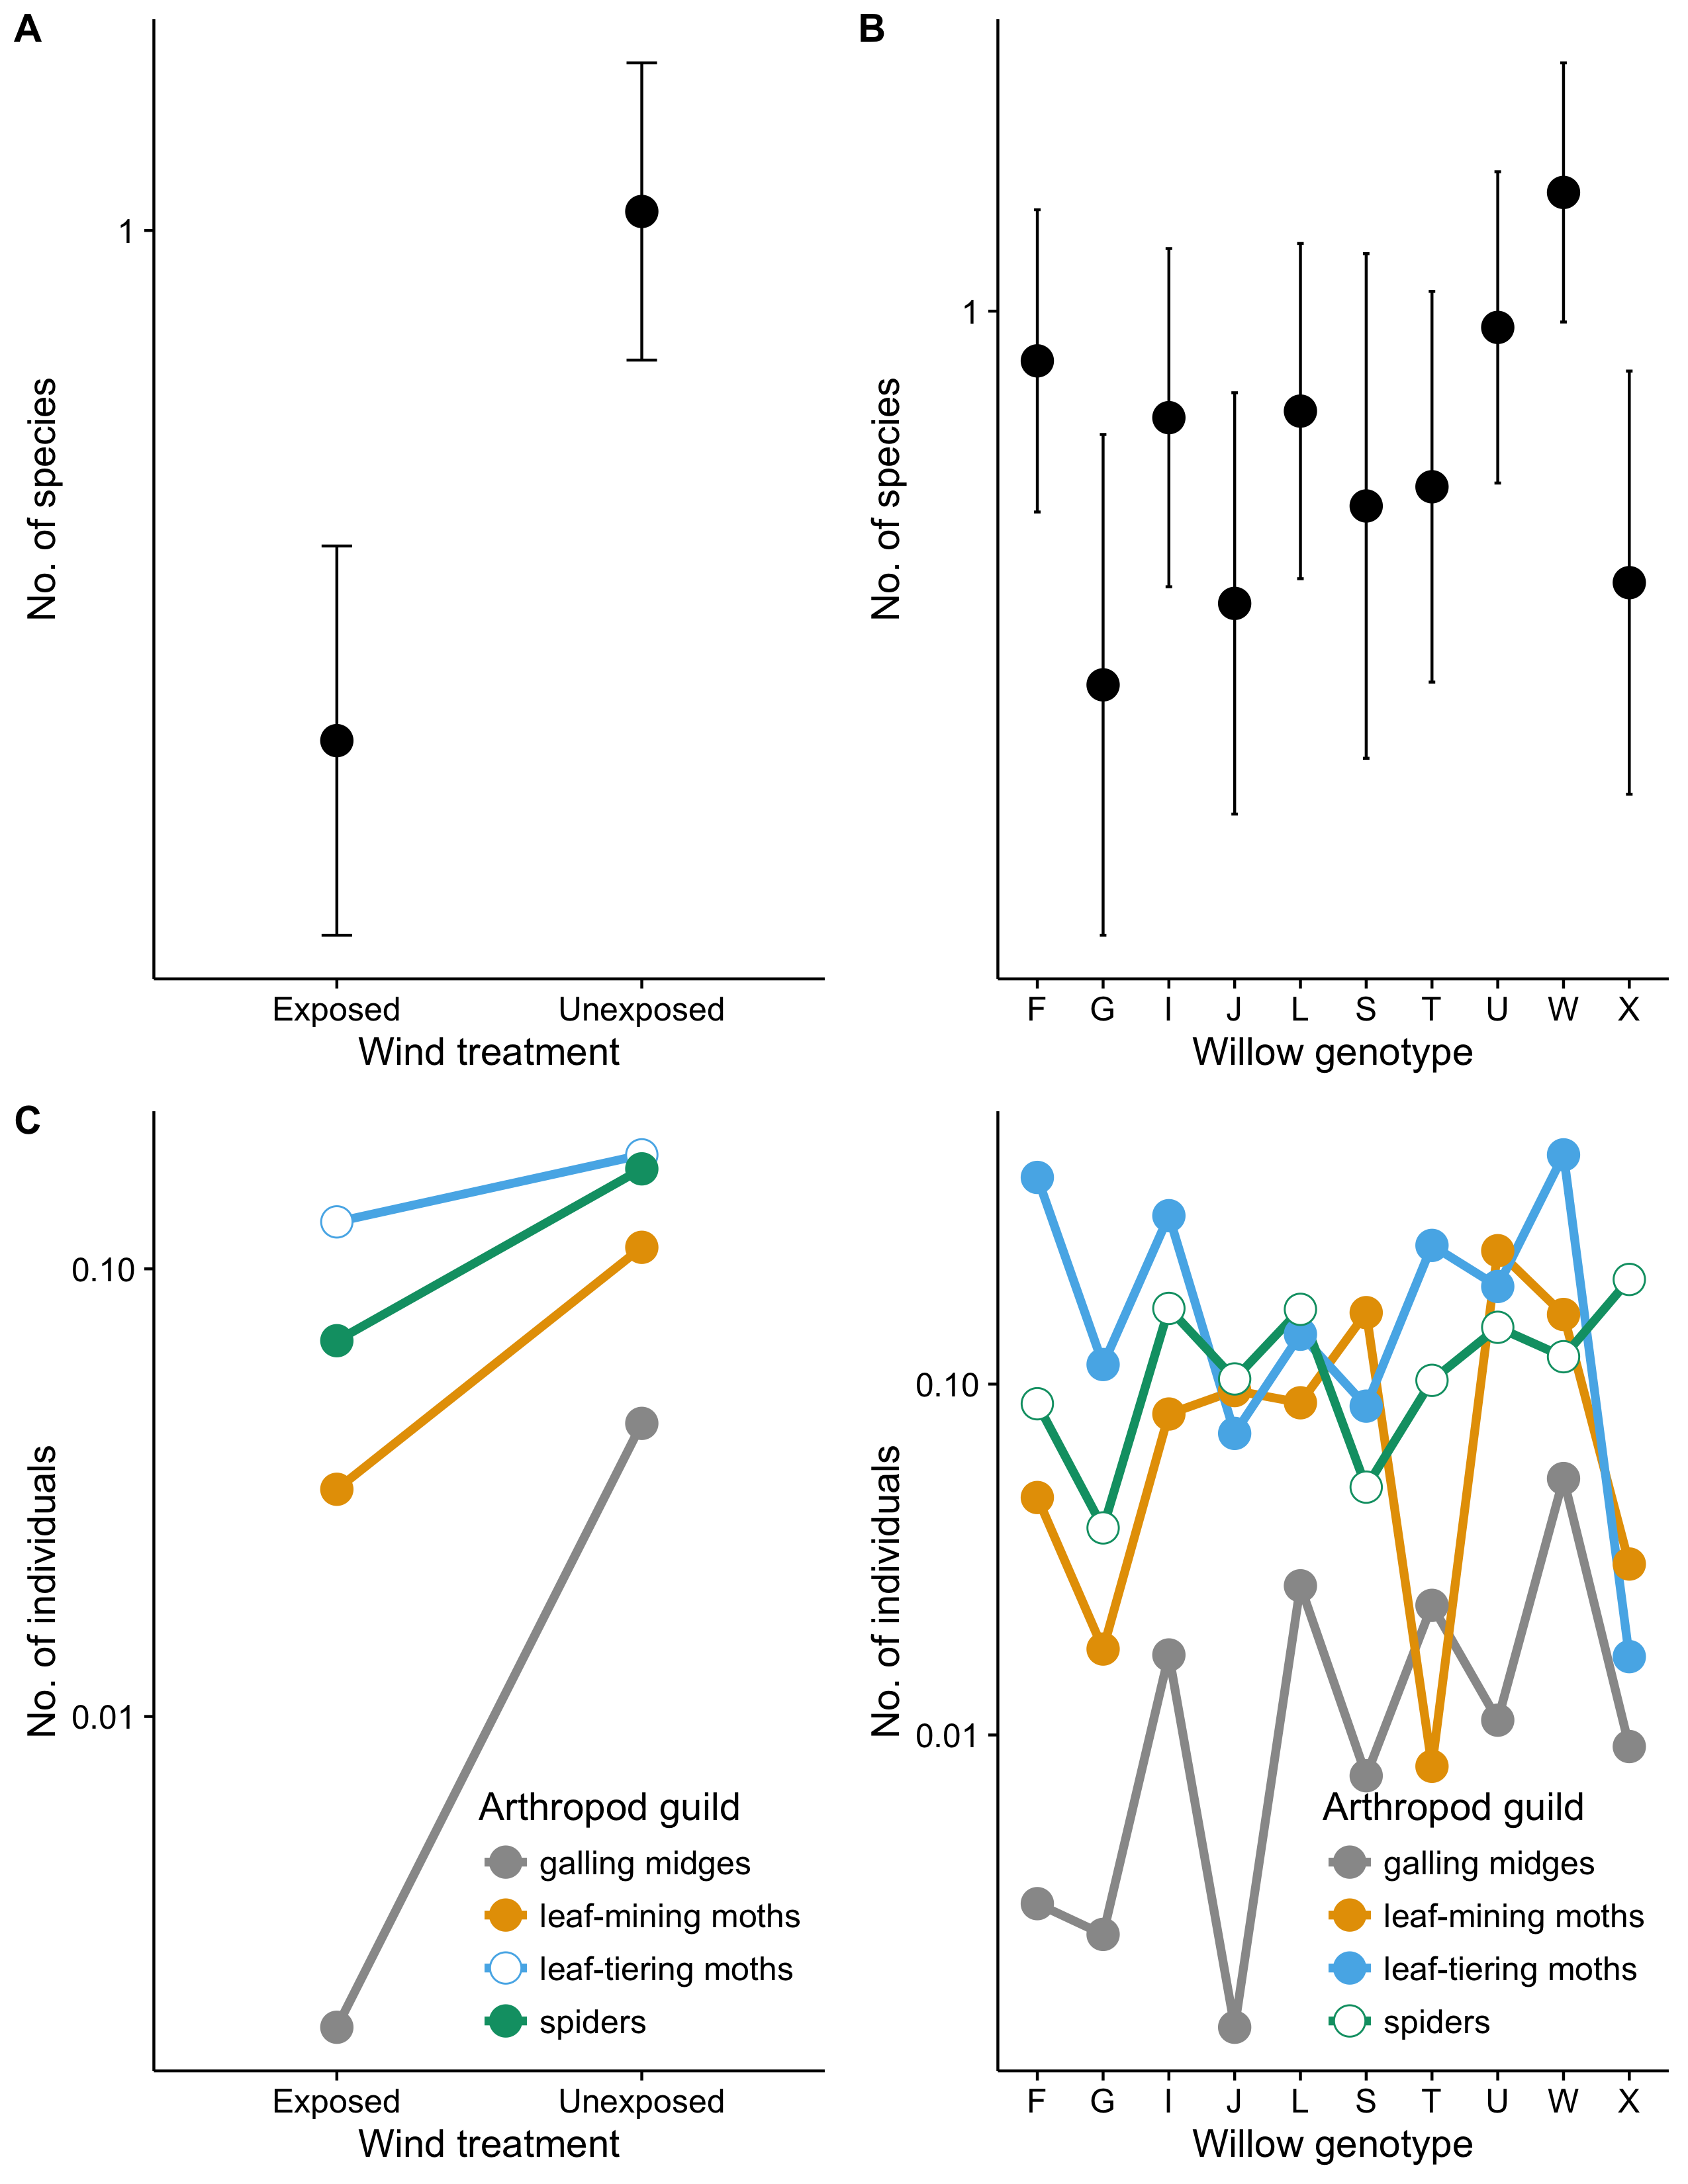 A
No. of species
1
Exposed
Unexposed
Wind treatment
B
No. of species
1
F G I J L S T U W X
Willow genotype
C
No. of individuals
0.10
0.01
Arthropod guild
galling midges
leaf-mining moths
leaf-tiering moths
spiders
Exposed
Unexposed
Wind treatment
No. of individuals
0.10
0.01
Arthropod guild
galling midges
leaf-mining moths
leaf-tiering moths
spiders
F G I J L S T U W X
Willow genotype